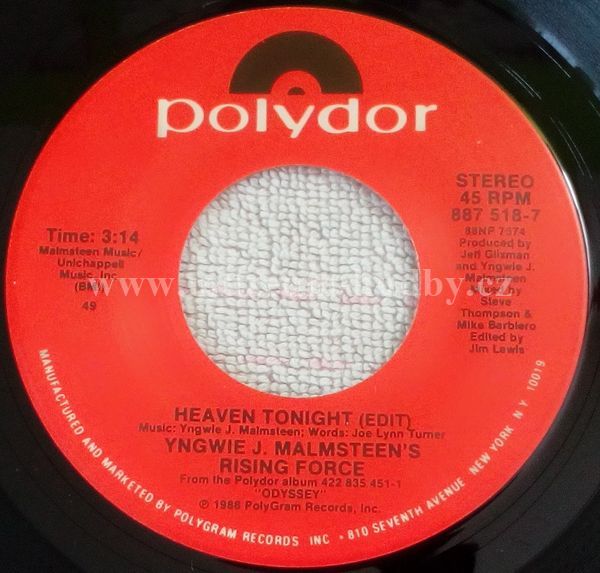 polydor
STEREO
45 RPM
887 518-7
88NP 7574
Produced by
Jeff Glixman
and Yngwie J.
Malmsteen
by
Steve
Thompson &
Mike Barbiero
Edited by
Jim Lewis
Time: 3:14
Malmsteen Music/
Unichappell
Music, Inc.
(BMI)
49
HEAVEN TONIGHT (EDIT)
Music: Yngwie J. Malmsteen; Words: Joe Lynn Turner
YNGWIE J. MALMSTEEN'S
RISING FORCE
From the Polydor album 422 835 451-1
"ODYSSEY"
℗ 1988 PolyGram Records, Inc.
MANUFACTURED AND MARKETED BY POLYGRAM RECORDS INC • 810 SEVENTH AVENUE NEW YORK, N.Y. 10019